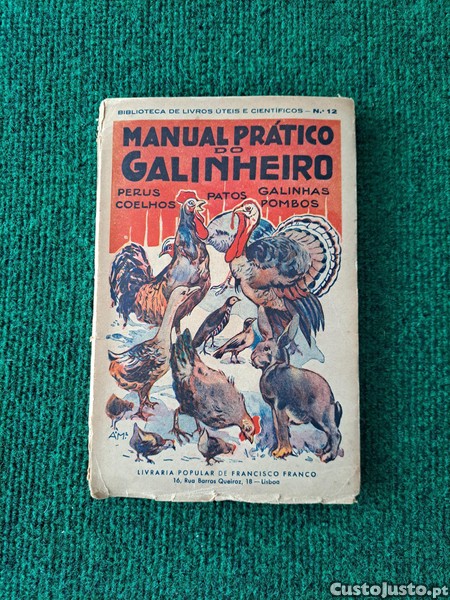 BIBLIOTECA DE LIVROS ÚTEIS E CIENTÍFICOS — N.º 12
MANUAL PRÁTICO
DO
GALINHEIRO
PERUS PATOS GALINHAS
COELHOS POMBOS
LIVRARIA POPULAR DE FRANCISCO FRANCO
16, Rua Barros Queiroz, 18 — Lisboa
CustoJusto.pt